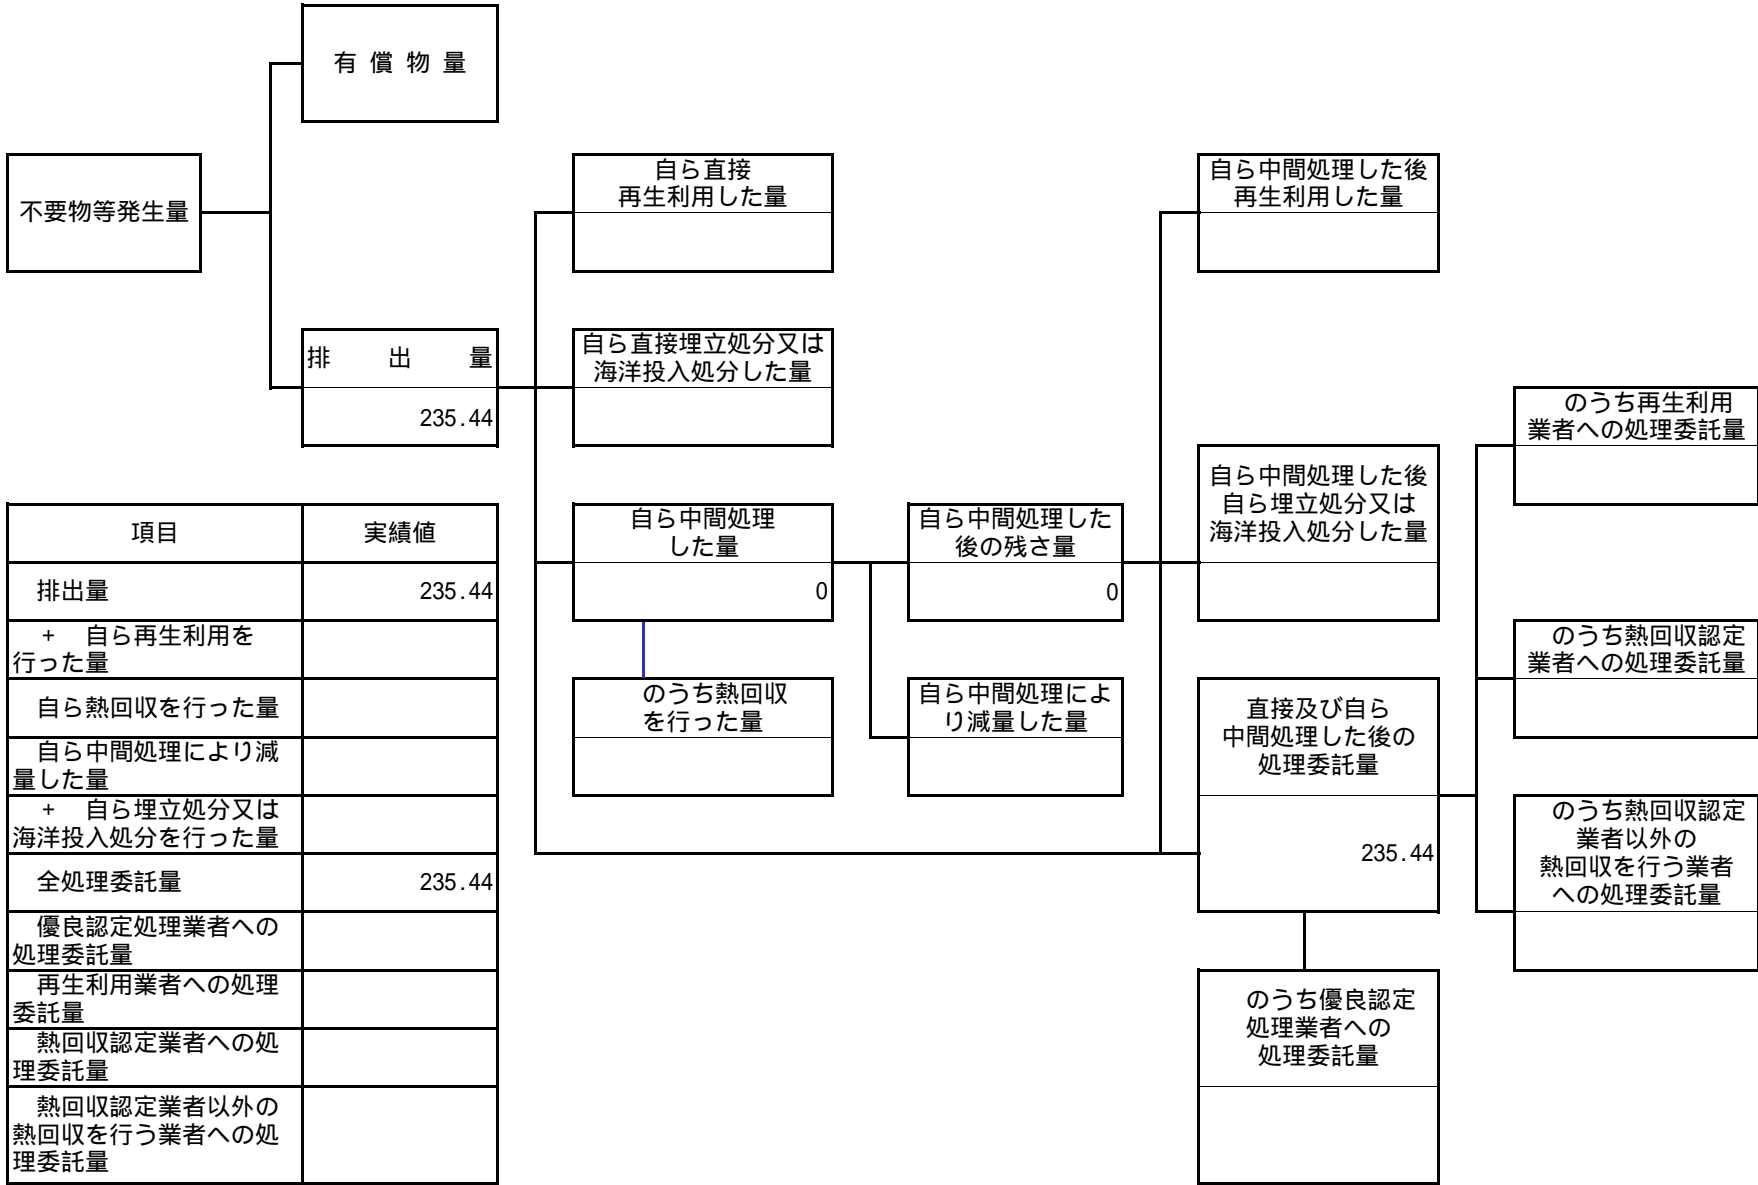 有 償 物 量
不要物等発生量
自ら直接
再生利用した量
自ら中間処理した後
再生利用した量
排 出 量
235.44
自ら直接埋立処分又は
海洋投入処分した量
のうち再生利用
業者への処理委託量
自ら中間処理した後
自ら埋立処分又は
海洋投入処分した量
自ら中間処理
した量
0
自ら中間処理した
後の残さ量
0
のうち熱回収認定
業者への処理委託量
のうち熱回収
を行った量
自ら中間処理によ
り減量した量
直接及び自ら
中間処理した後の
処理委託量
235.44
のうち熱回収認定
業者以外の
熱回収を行う業者
への処理委託量
のうち優良認定
処理業者への
処理委託量
項目 実績値
排出量 235.44
+ 自ら再生利用を
行った量
自ら熱回収を行った量
自ら中間処理により減
量した量
+ 自ら埋立処分又は
海洋投入処分を行った量
全処理委託量 235.44
優良認定処理業者への
処理委託量
再生利用業者への処理
委託量
熱回収認定業者への処
理委託量
熱回収認定業者以外の
熱回収を行う業者への処
理委託量